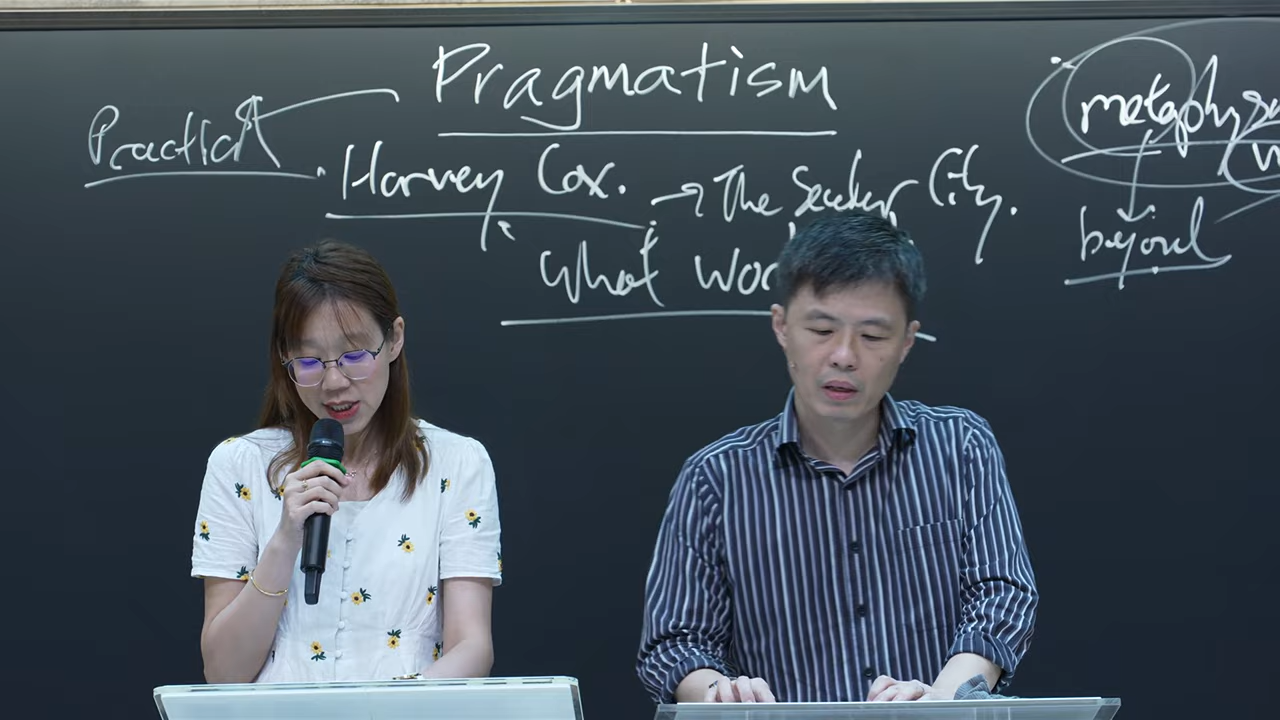 Pragmatism
Practical
Harvey Cox. → The Secular City.
What
beyond